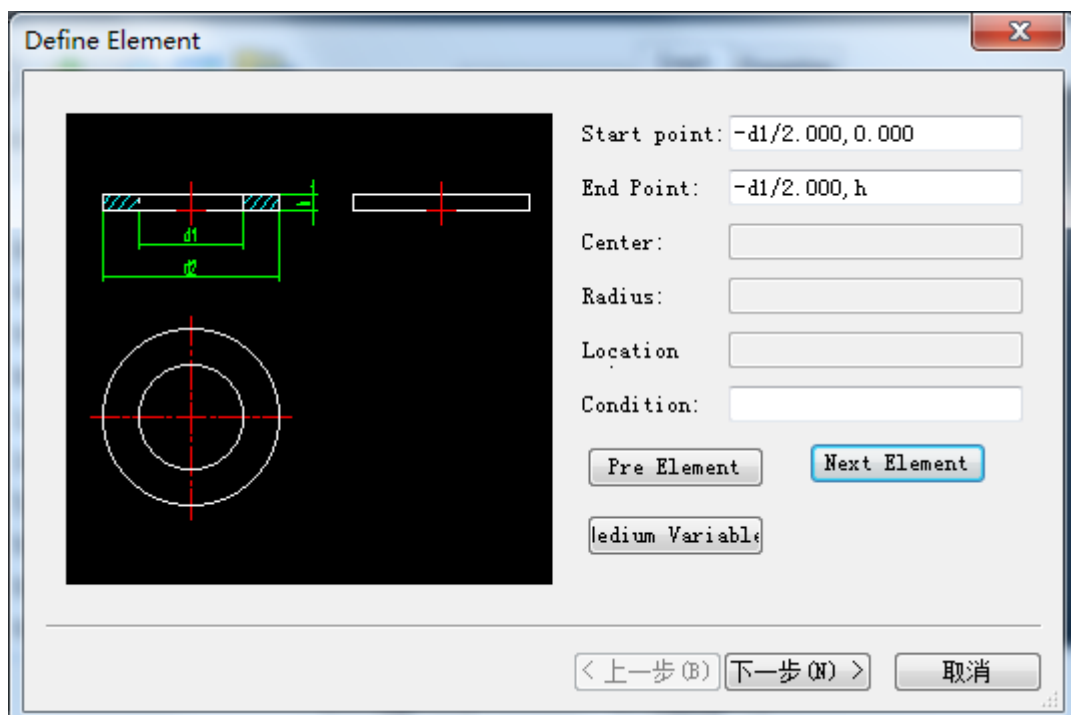 Define Element
Start point:
-d1/2.000,0.000
End Point:
-d1/2.000,h
Center:
Radius:
Location
Condition:
Pre Element
Next Element
edium Variable
d1
d2
< 上一步(B)
下一步(N) >
取消